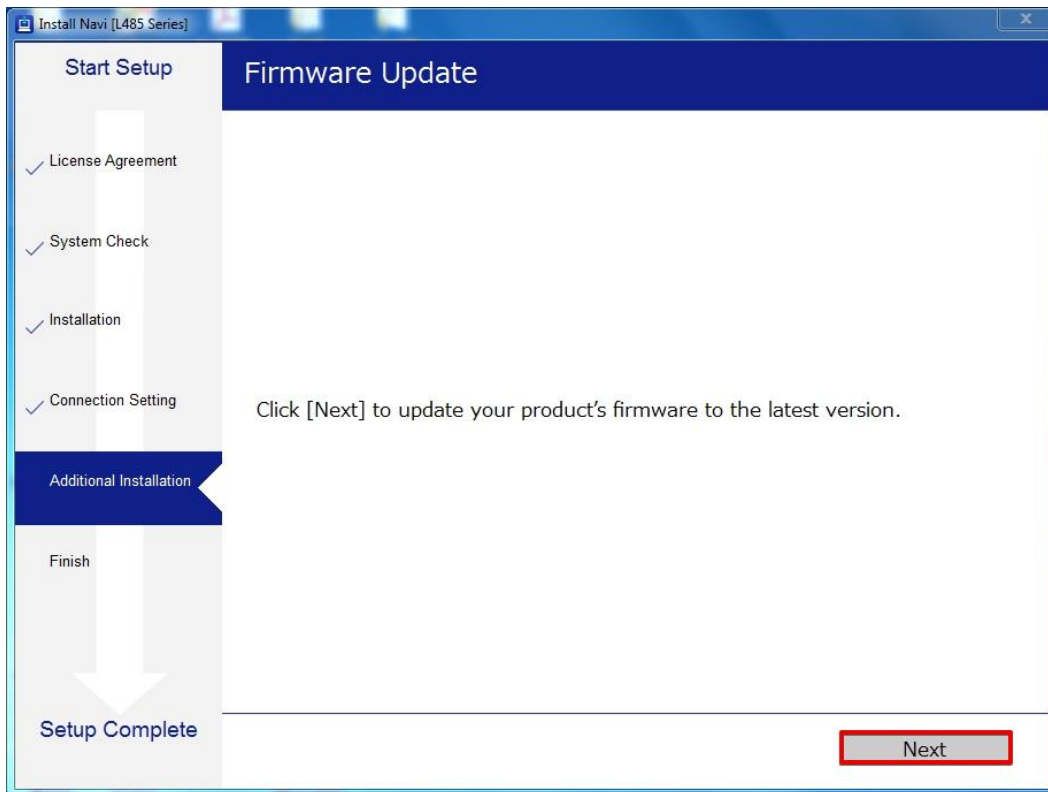 Install Navi [L485 Series]
Start Setup
Firmware Update
License Agreement
System Check
Installation
Connection Setting
Click [Next] to update your product's firmware to the latest version.
Additional Installation
Finish
Setup Complete
Next